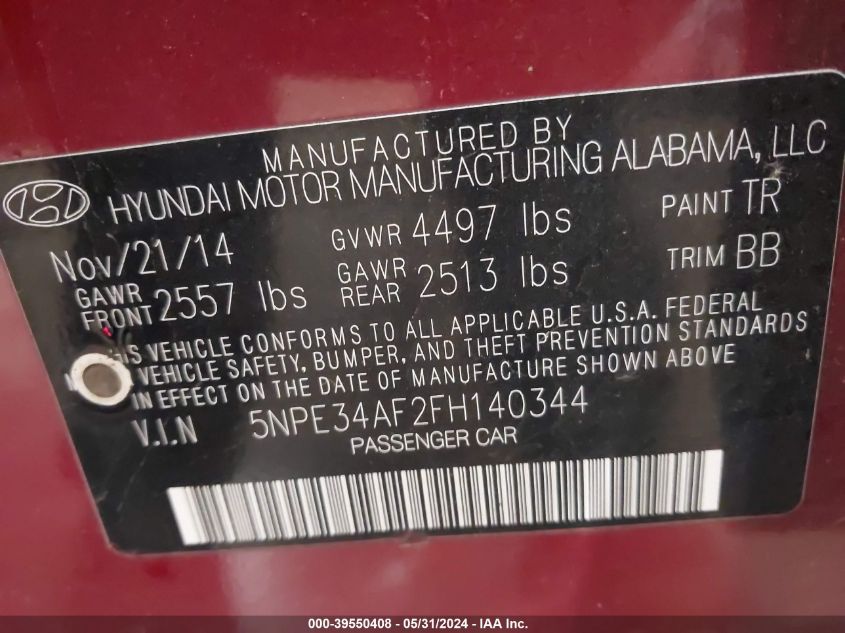 MANUFACTURED BY
HYUNDAI MOTOR MANUFACTURING ALABAMA, LLC
Nov/21/14 GVWR 4497 lbs PAINT TR
GAWR FRONT 2557 lbs GAWR REAR 2513 lbs TRIM BB
VEHICLE CONFORMS TO ALL APPLICABLE U.S.A. FEDERAL
VEHICLE SAFETY, BUMPER, AND THEFT PREVENTION STANDARDS
IN EFFECT ON THE DATE OF MANUFACTURE SHOWN ABOVE
V.I.N 5NPE34AF2FH140344
PASSENGER CAR
000-39550408 - 05/31/2024 - IAA Inc.